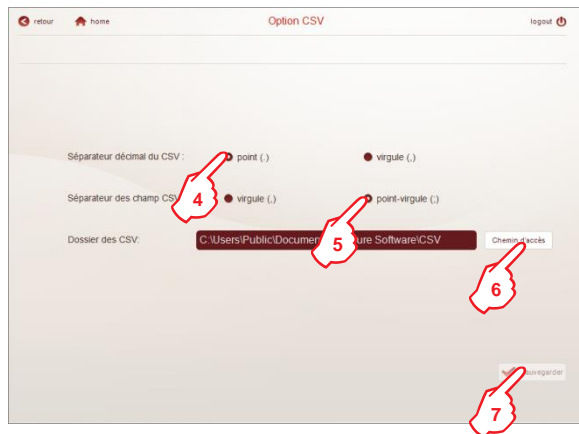 retour home Option CSV logout
Séparateur décimal du CSV : point (.) virgule (,)
4
Séparateur des champ CSV virgule (,) point-virgule (;)
5
Dossier des CSV: C:\Users\Public\Documen ure Software\CSV Chemin d'accès
6
auvegarder
7